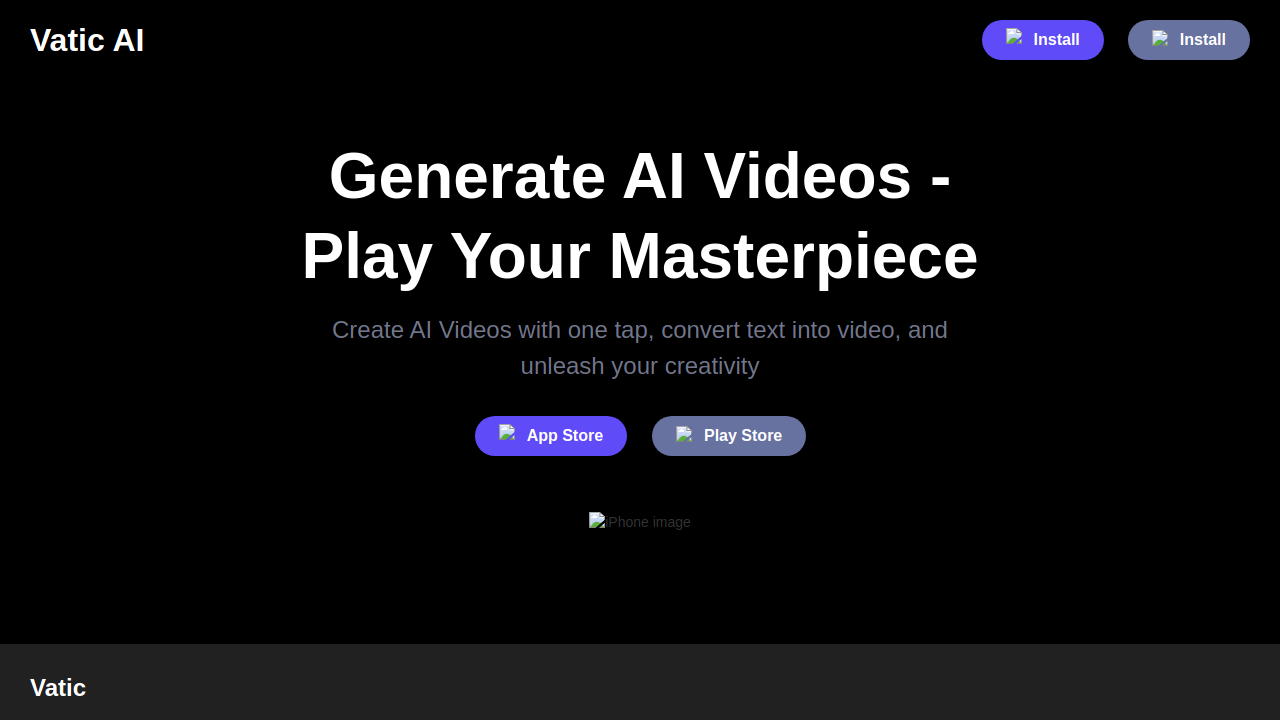 Vatic AI
Install
Install
Generate AI Videos -
Play Your Masterpiece
Create AI Videos with one tap, convert text into video, and
unleash your creativity
App Store
Play Store
iPhone image
Vatic